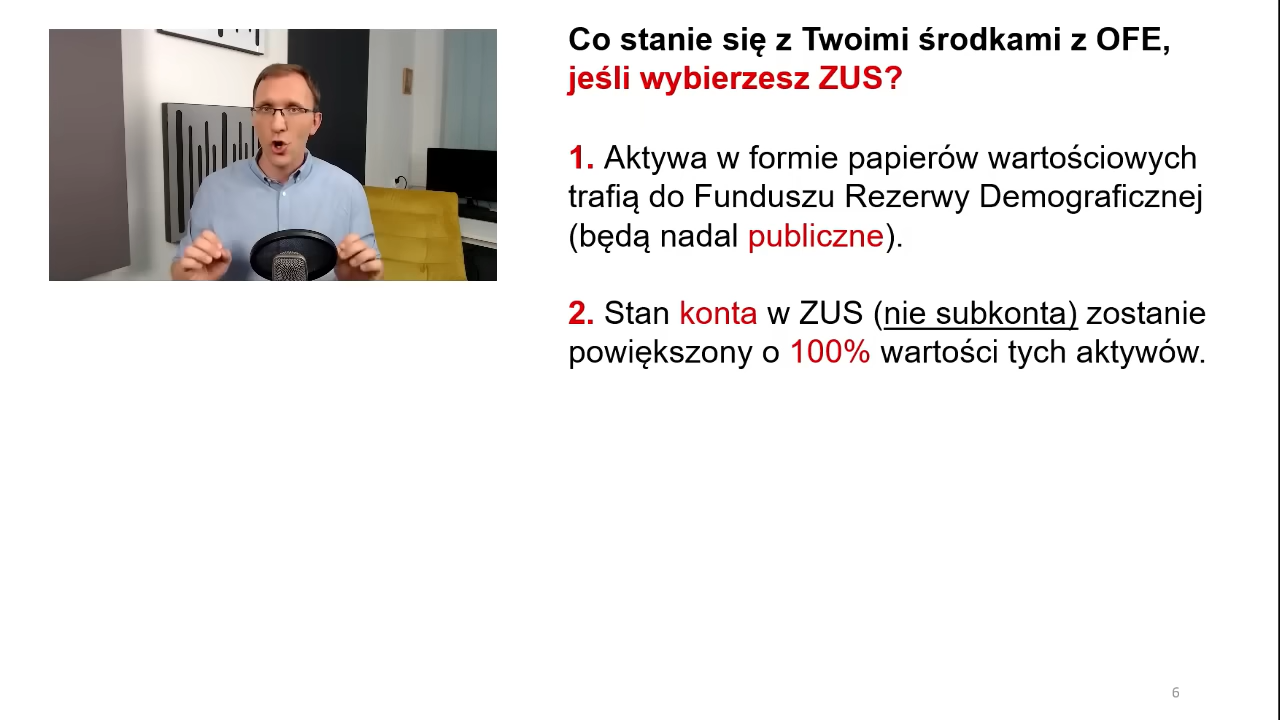 Co stanie się z Twoimi środkami z OFE,
jeśli wybierzesz ZUS?
1. Aktywa w formie papierów wartościowych
trafią do Funduszu Rezerwy Demograficznej
(będą nadal publiczne).
2. Stan konta w ZUS (nie subkonta) zostanie
powiększony o 100% wartości tych aktywów.
6